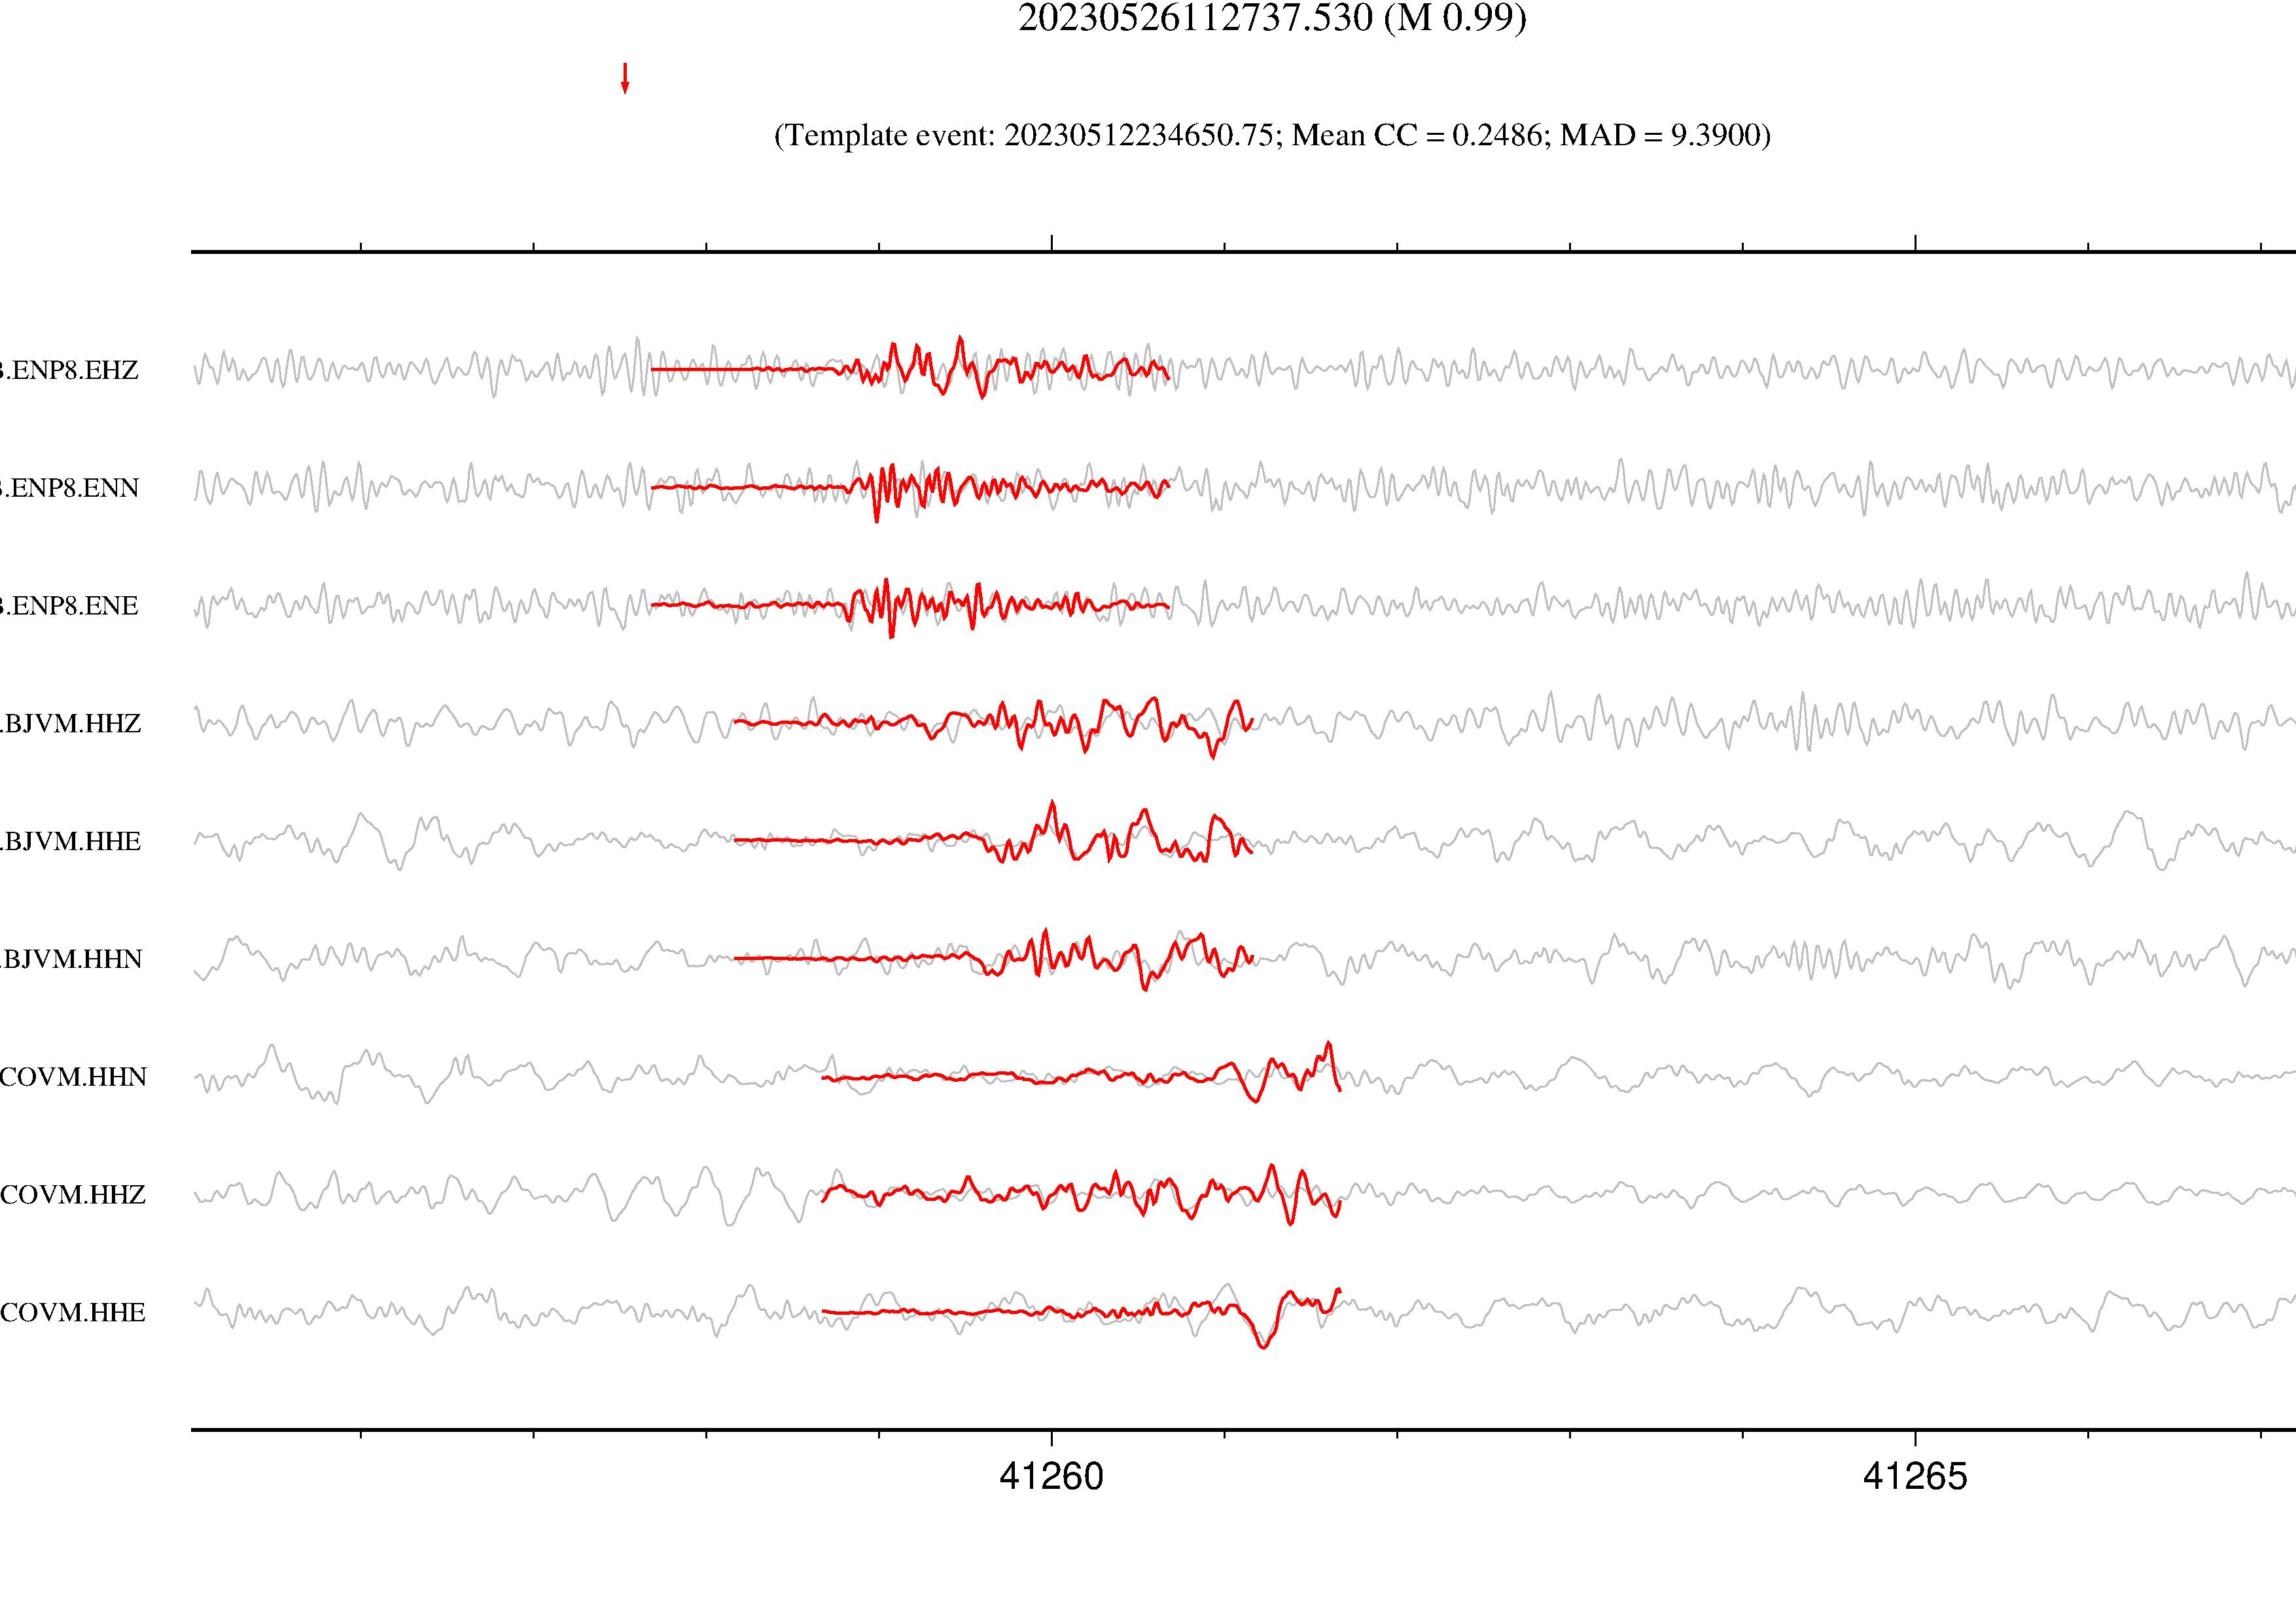 20230526112737.530 (M 0.99)
(Template event: 20230512234650.75; Mean CC = 0.2486; MAD = 9.3900)
.ENP8.EHZ
.ENP8.ENN
.ENP8.ENE
.BJVM.HHZ
.BJVM.HHE
.BJVM.HHN
COVM.HHN
COVM.HHZ
COVM.HHE
41260 41265